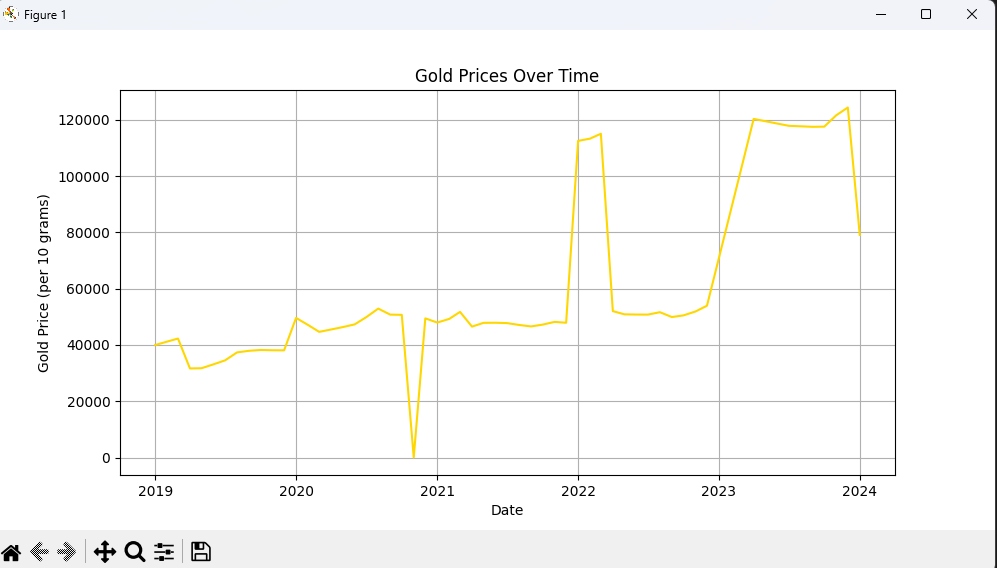 Figure 1
Gold Prices Over Time
Gold Price (per 10 grams)
120000
100000
80000
60000
40000
20000
0
2019 2020 2021 2022 2023 2024
Date